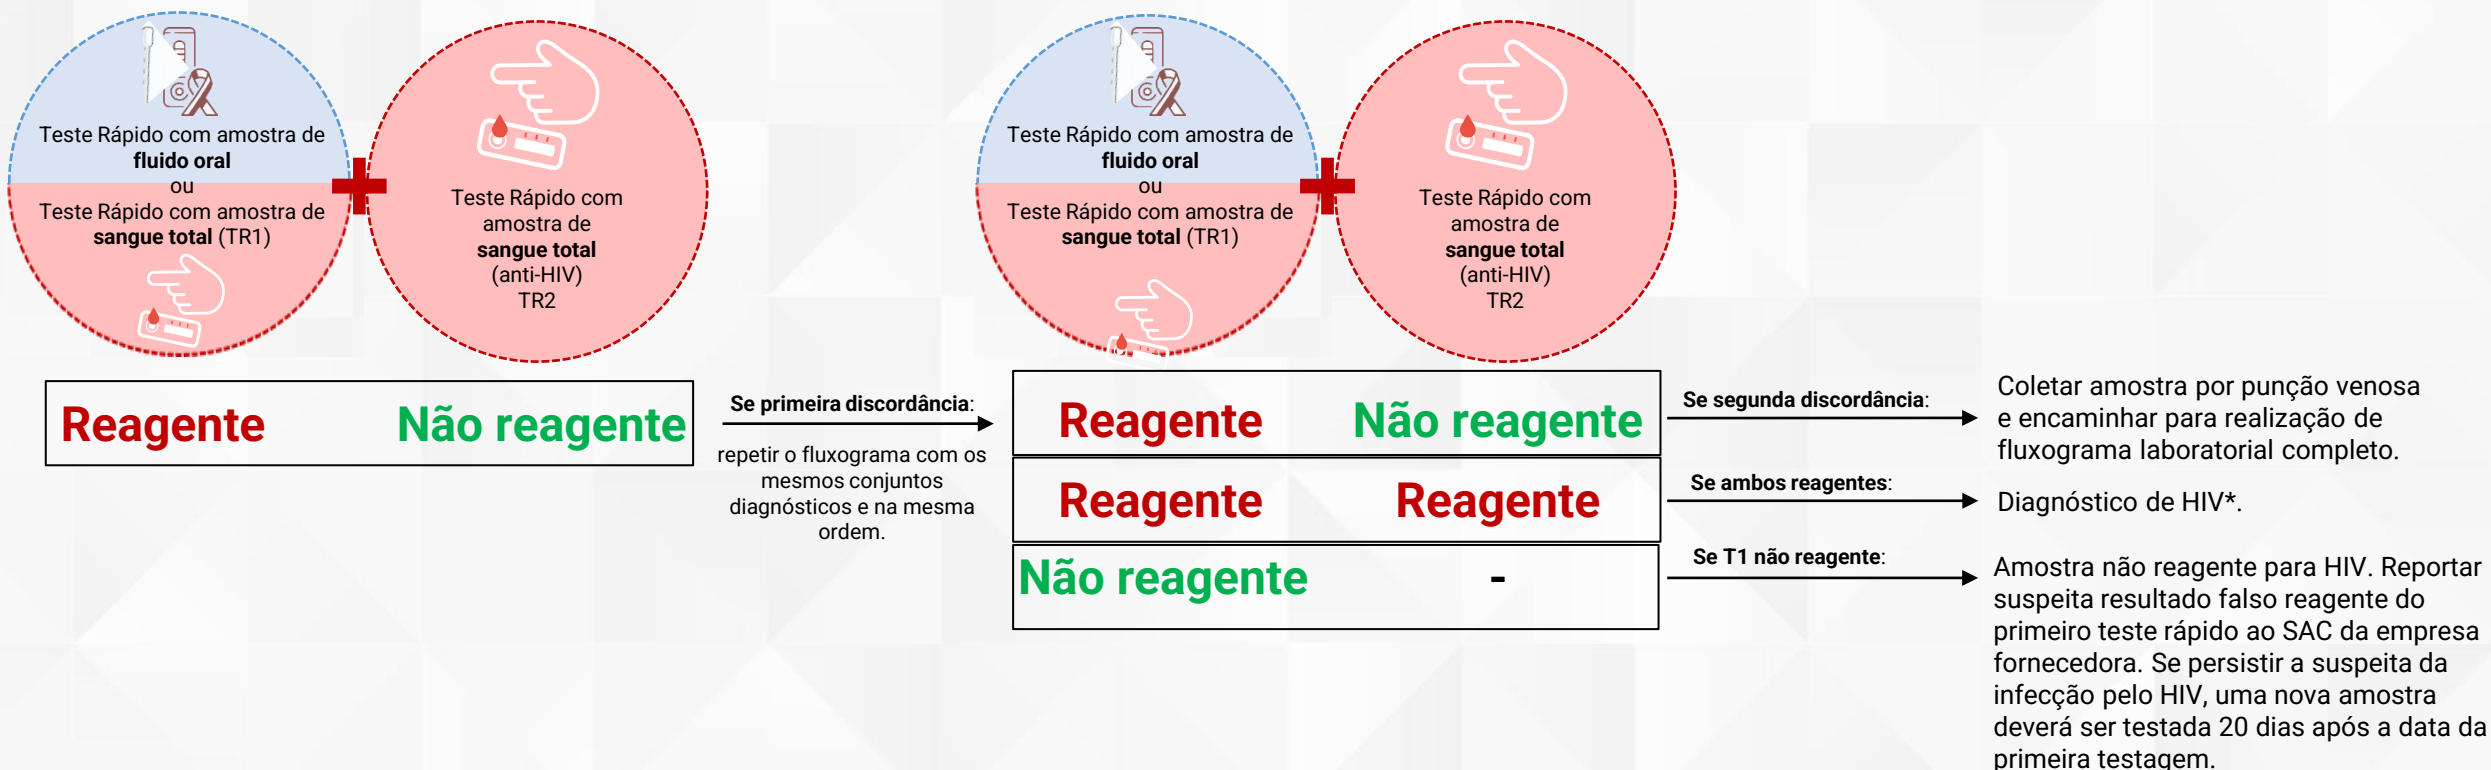 Teste Rápido com amostra de
fluido oral
ou
Teste Rápido com amostra de
sangue total (TR1)
Teste Rápido com
amostra de
sangue total
(anti-HIV)
TR2
Teste Rápido com amostra de
fluido oral
ou
Teste Rápido com amostra de
sangue total (TR1)
Teste Rápido com
amostra de
sangue total
(anti-HIV)
TR2
Reagente Não reagente
Se primeira discordância:
repetir o fluxograma com os
mesmos conjuntos
diagnósticos e na mesma
ordem.
Reagente Não reagente
Se segunda discordância:
Coletar amostra por punção venosa
e encaminhar para realização de
fluxograma laboratorial completo.
Reagente Reagente
Se ambos reagentes:
Diagnóstico de HIV*.
Não reagente -
Se T1 não reagente:
Amostra não reagente para HIV. Reportar
suspeita resultado falso reagente do
primeiro teste rápido ao SAC da empresa
fornecedora. Se persistir a suspeita da
infecção pelo HIV, uma nova amostra
deverá ser testada 20 dias após a data da
primeira testagem.